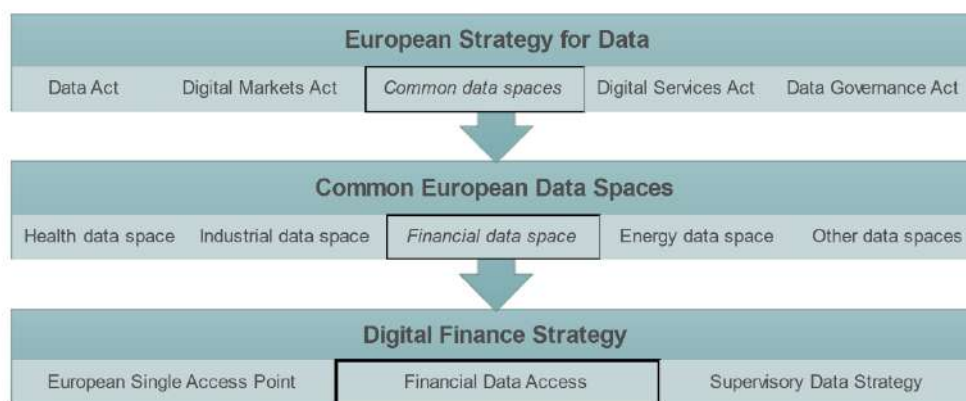 European Strategy for Data
Data Act Digital Markets Act Common data spaces Digital Services Act Data Governance Act
Common European Data Spaces
Health data space Industrial data space Financial data space Energy data space Other data spaces
Digital Finance Strategy
European Single Access Point Financial Data Access Supervisory Data Strategy